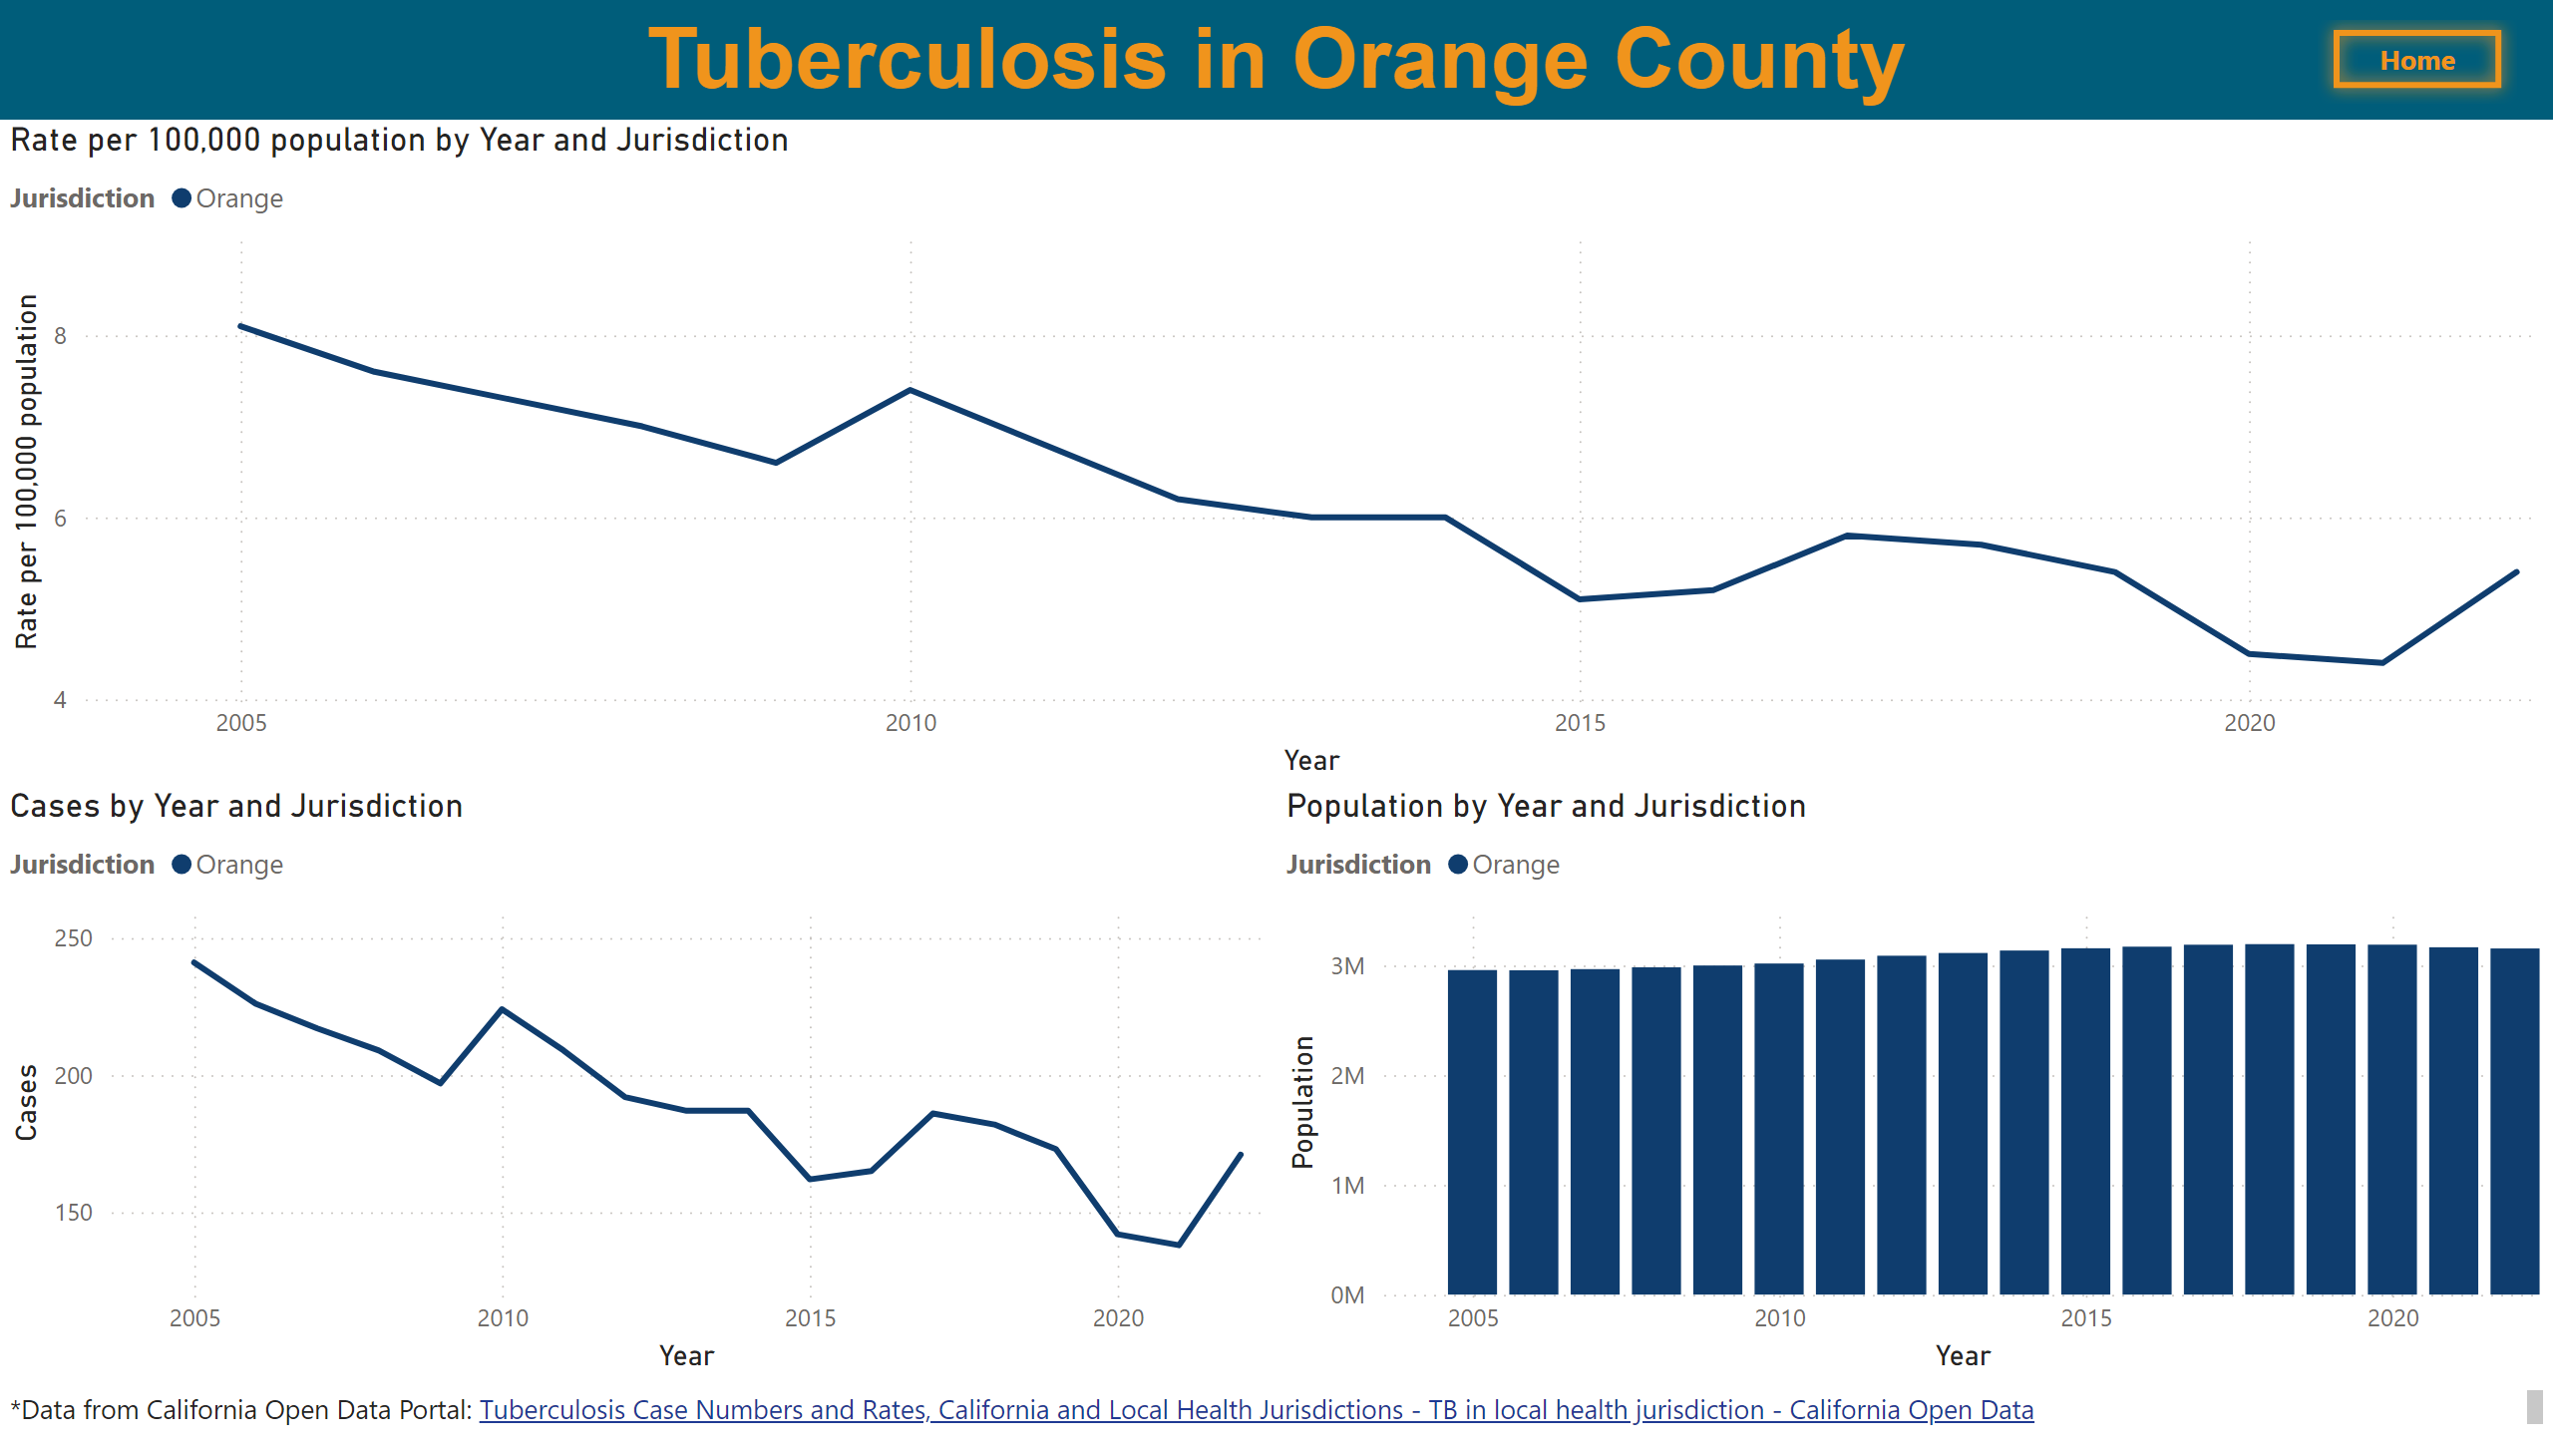 Tuberculosis in Orange County
Home
Rate per 100,000 population by Year and Jurisdiction
Jurisdiction Orange
Rate per 100,000 population
8
6
4
2005 2010 2015 2020
Year
Cases by Year and Jurisdiction
Jurisdiction Orange
Cases
250
200
150
2005 2010 2015 2020
Year
Population by Year and Jurisdiction
Jurisdiction Orange
Population
3M
2M
1M
0M
2005 2010 2015 2020
Year
*Data from California Open Data Portal: Tuberculosis Case Numbers and Rates, California and Local Health Jurisdictions - TB in local health jurisdiction - California Open Data